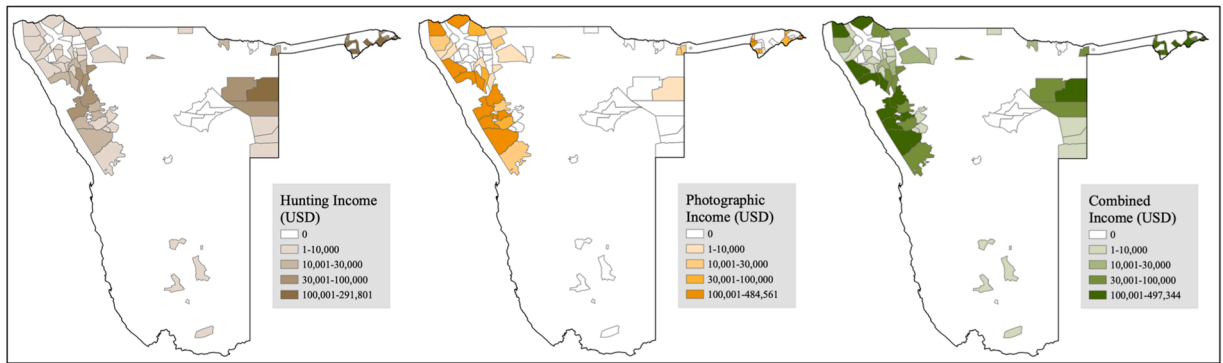 Hunting Income
(USD)
0
1-10,000
10,001-30,000
30,001-100,000
100,001-291,801
Photographic
Income (USD)
0
1-10,000
10,001-30,000
30,001-100,000
100,001-484,561
Combined
Income (USD)
0
1-10,000
10,001-30,000
30,001-100,000
100,001-497,344